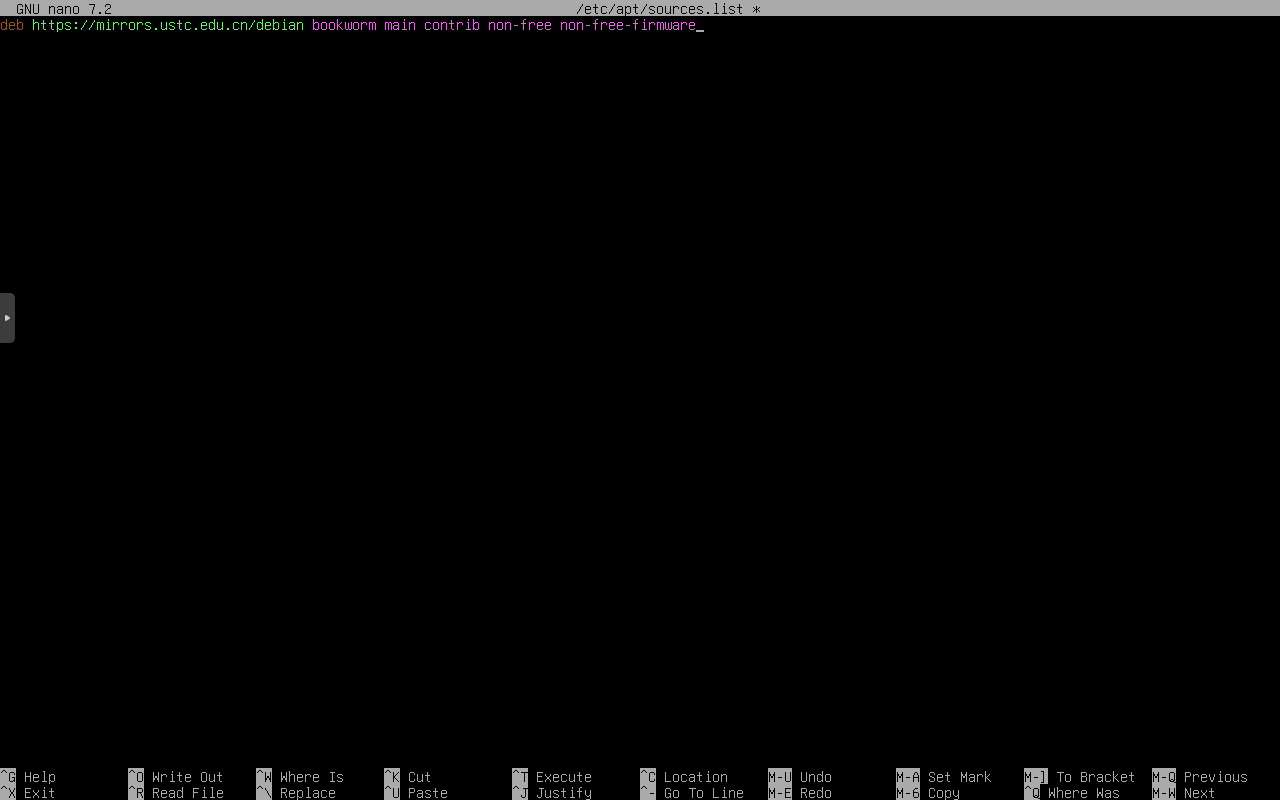 GNU nano 7.2 /etc/apt/sources.list *
deb https://mirrors.ustc.edu.cn/debian bookworm main contrib non-free non-free-firmware_
^G Help ^O Write Out ^W Where Is ^K Cut ^T Execute ^C Location M-U Undo M-A Set Mark M-] To Bracket M-Q Previous
^X Exit ^R Read File ^\ Replace ^U Paste ^J Justify ^- Go To Line M-E Redo M-6 Copy ^Q Where Was M-W Next